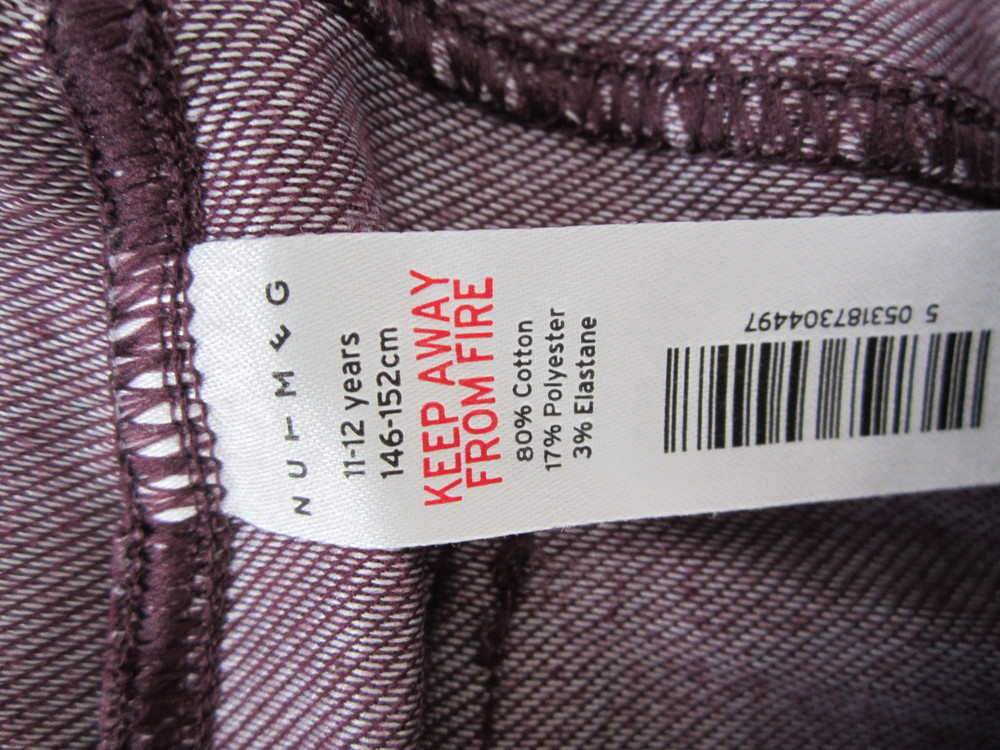 NUTMEG
11-12 years
146-152cm
KEEP AWAY
FROM FIRE
80% Cotton
17% Polyester
3% Elastane
5 053187304497